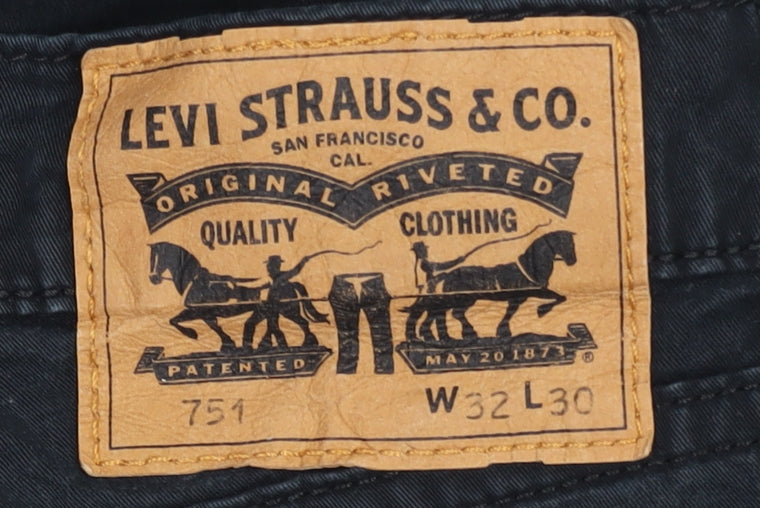 LEVI STRAUSS & CO.
SAN FRANCISCO
CAL.
ORIGINAL RIVETED
QUALITY CLOTHING
PATENTED MAY 20 1873 ®
751 W32 L30